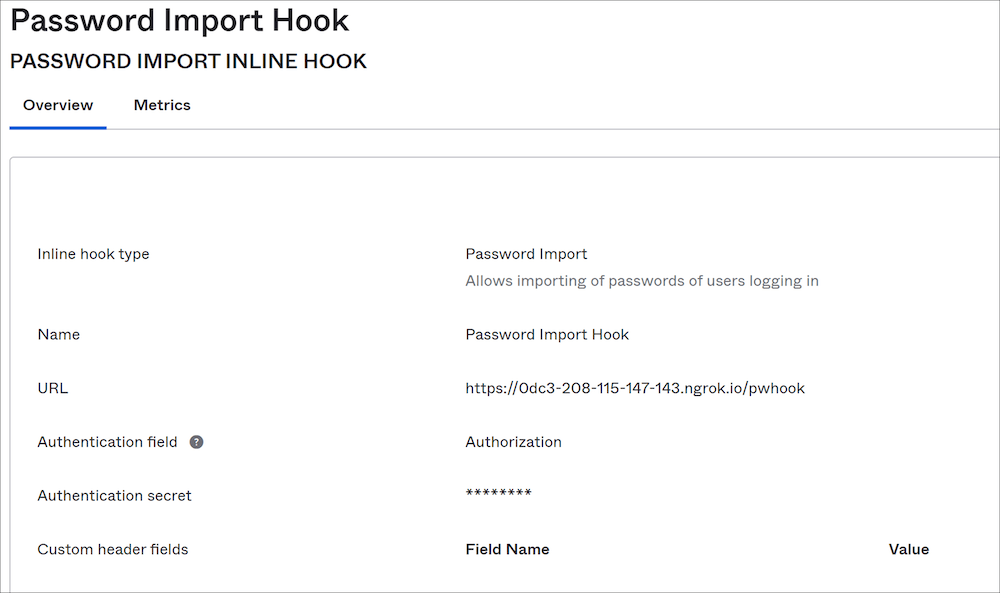 Password Import Hook
PASSWORD IMPORT INLINE HOOK
Overview Metrics
Inline hook type Password Import
Allows importing of passwords of users logging in
Name Password Import Hook
URL https://0dc3-208-115-147-143.ngrok.io/pwhook
Authentication field ? Authorization
Authentication secret ********
Custom header fields Field Name Value